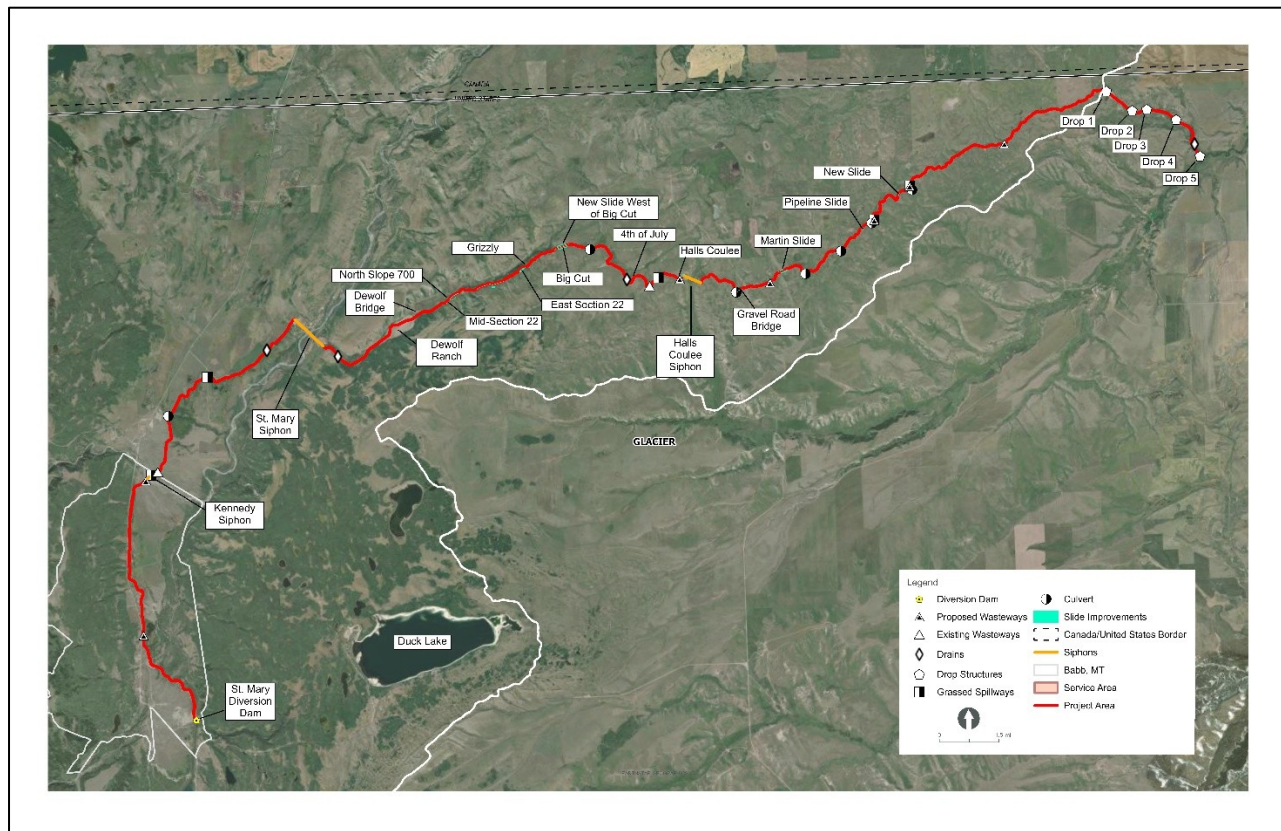 CANADA
UNITED STATES
Drop 1
Drop 2
Drop 3
Drop 4
Drop 5
New Slide
Pipeline Slide
New Slide West
of Big Cut
4th of July
Halls Coulee
Martin Slide
Grizzly
North Slope 700
Big Cut
Dewolf
Bridge
East Section 22
Mid-Section 22
Gravel Road
Bridge
Dewolf
Ranch
Halls
Coulee
Siphon
St. Mary
Siphon
GLACIER
Kennedy
Siphon
Duck Lake
St. Mary
Diversion
Dam
Legend
Diversion Dam
Proposed Wasteways
Existing Wasteways
Drains
Drop Structures
Grassed Spillways
Culvert
Slide Improvements
Canada/United States Border
Siphons
Babb, MT
Service Area
Project Area
0 1.5 mi